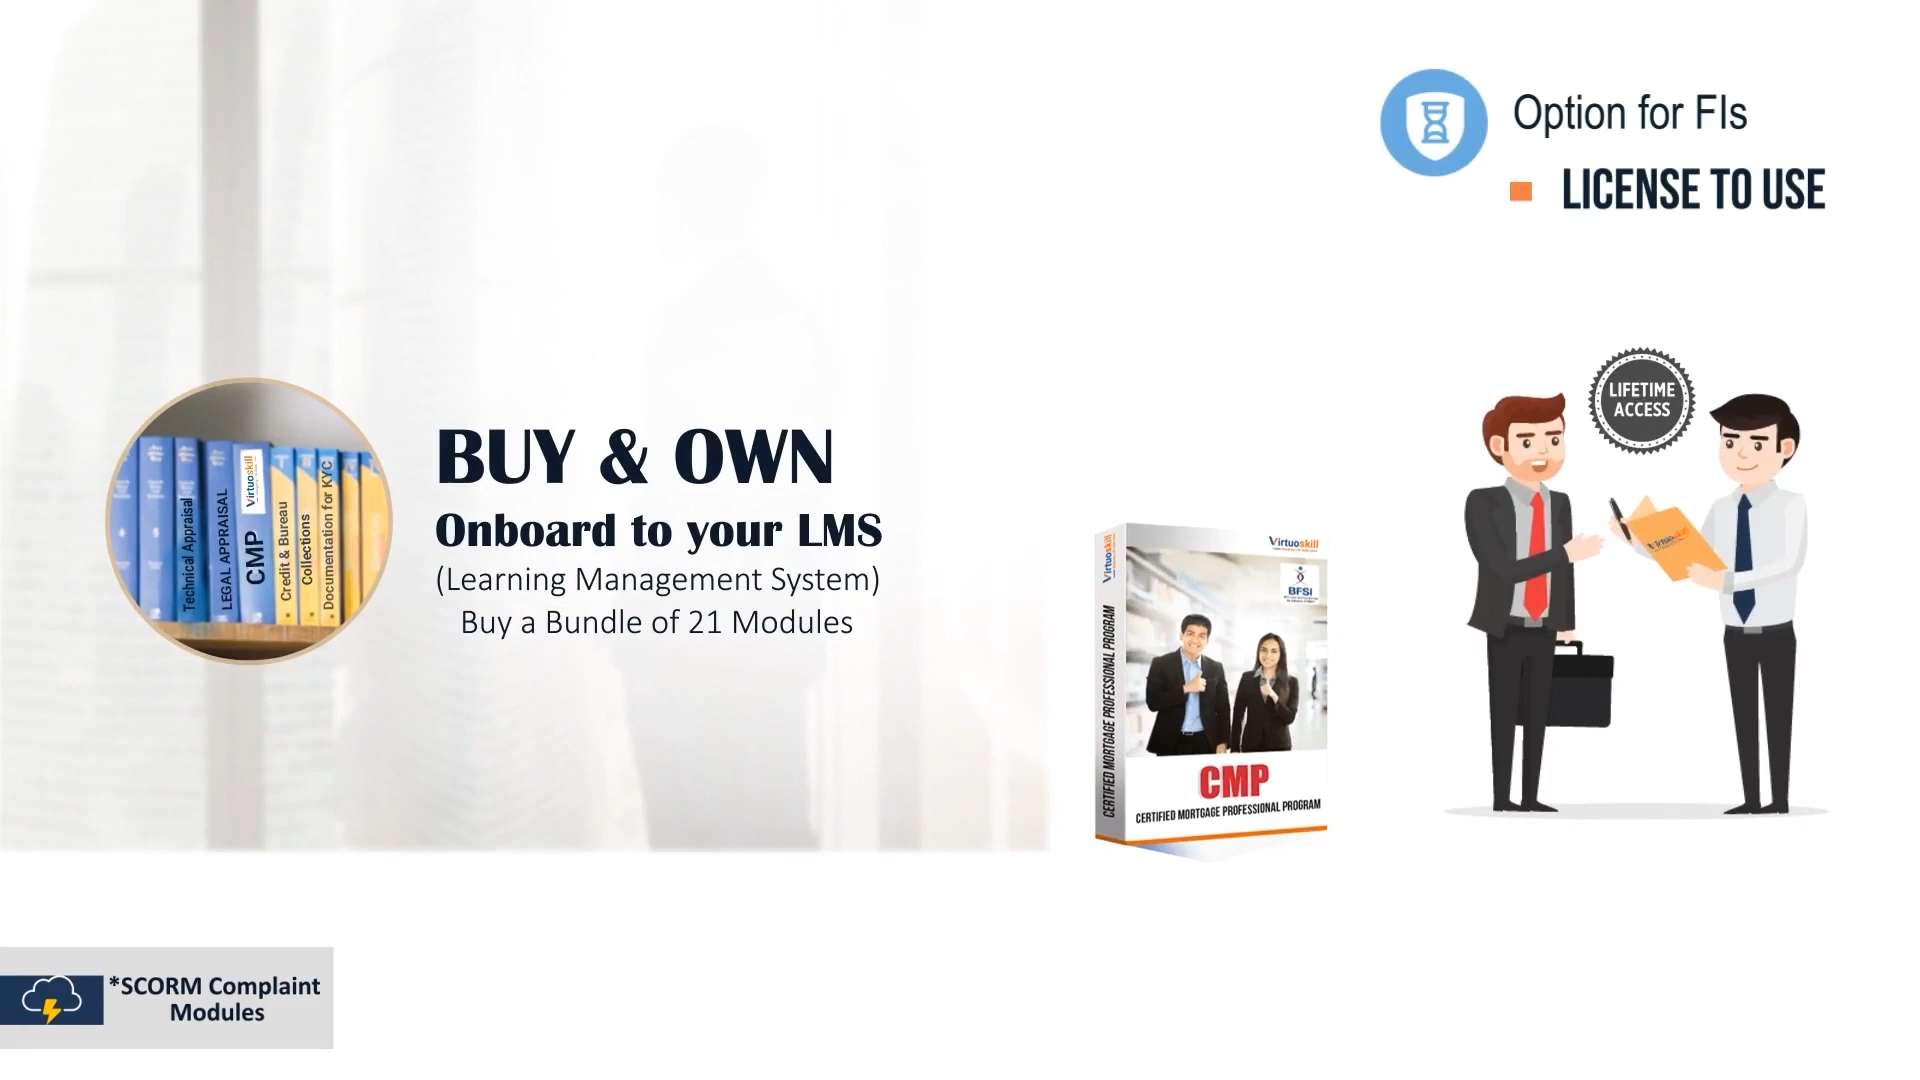 Option for FIs
LICENSE TO USE
LIFETIME
ACCESS
BUY & OWN
Onboard to your LMS
(Learning Management System)
Buy a Bundle of 21 Modules
Technical Appraisal
LEGAL APPRAISAL
Virtuoskill
CMP
Credit & Bureau
Collections
Documentation for KYC
Virtuoskill
CERTIFIED MORTGAGE PROFESSIONAL PROGRAM
Virtuoskill
BFSI
CMP
CERTIFIED MORTGAGE PROFESSIONAL PROGRAM
Virtuoskill
*SCORM Complaint
Modules